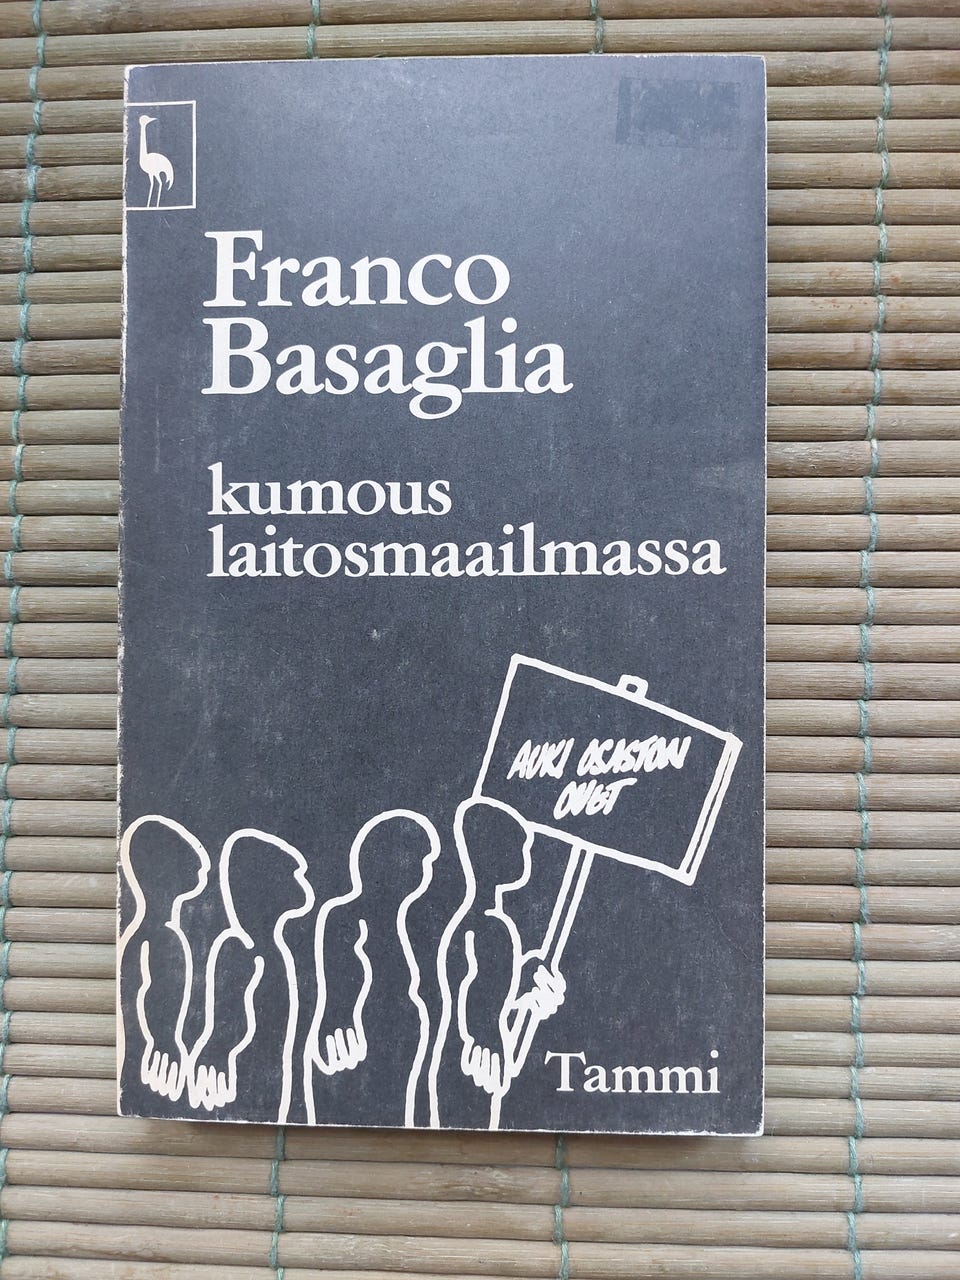 Franco
Basaglia
kumous
laitosmaailmassa
AUKI OSASTON
OVET
Tammi